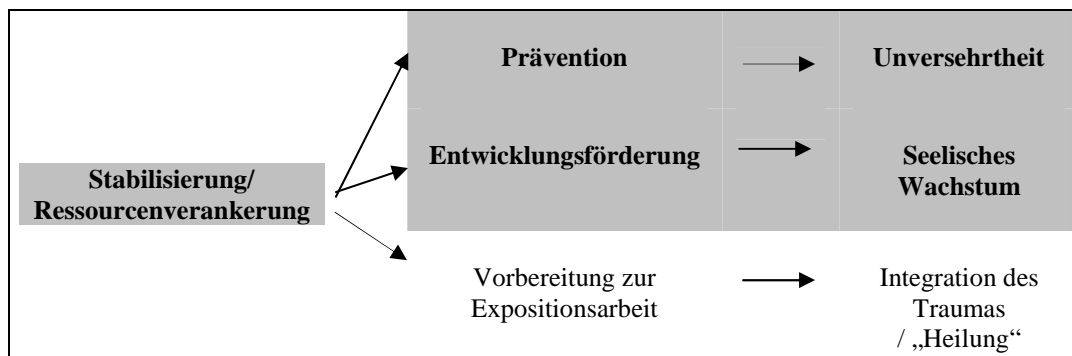 Prävention
Unversehrtheit
Entwicklungsförderung
Seelisches
Wachstum
Stabilisierung/
Ressourcenverankerung
Vorbereitung zur
Expositionsarbeit
Integration des
Traumas
/ „Heilung“